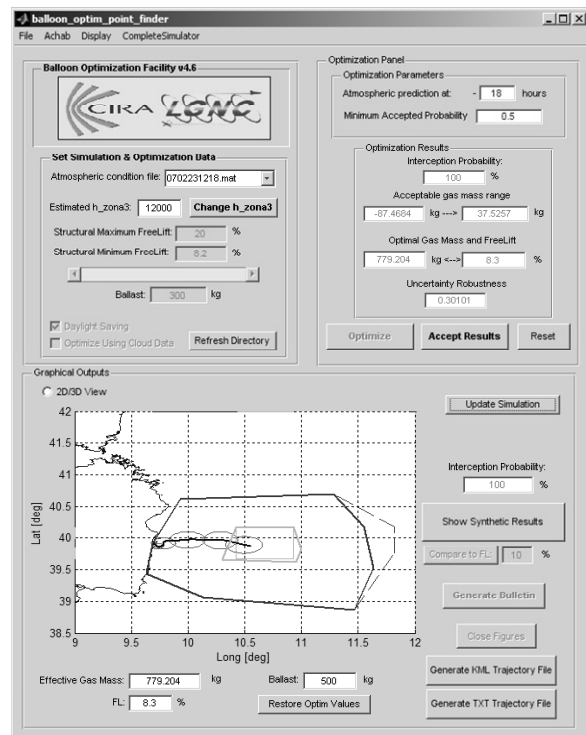 balloon_optim_point_finder
File Achab Display CompleteSimulator
Balloon Optimization Facility v4.6
CIRA LGNC
Set Simulation & Optimization Data
Atmospheric condition file: 0702231218.mat
Estimated h_zona3: 12000 Change h_zona3
Structural Maximum FreeLift: 20 %
Structural Minimum FreeLift: 8.2 %
Ballast: 300 kg
Daylight Saving
Optimize Using Cloud Data
Refresh Directory
Optimization Panel
Optimization Parameters
Atmospheric prediction at: - 18 hours
Minimum Accepted Probability 0.5
Optimization Results
Interception Probability:
100 %
Acceptable gas mass range
-87.4684 kg ---> 37.5257 kg
Optimal Gas Mass and FreeLift
779.204 kg <--> 8.3 %
Uncertainty Robustness
0.30101
Optimize Accept Results Reset
Graphical Outputs
2D/3D View
42
41.5
41
40.5
40
39.5
39
38.5
Lat [deg]
9 9.5 10 10.5 11 11.5 12
Long [deg]
Effective Gas Mass: 779.204 kg Ballast: 500 kg
FL: 8.3 % Restore Optim Values
Update Simulation
Interception Probability:
100 %
Show Synthetic Results
Compare to FL: 10 %
Generate Bulletin
Close Figures
Generate KML Trajectory File
Generate TXT Trajectory File